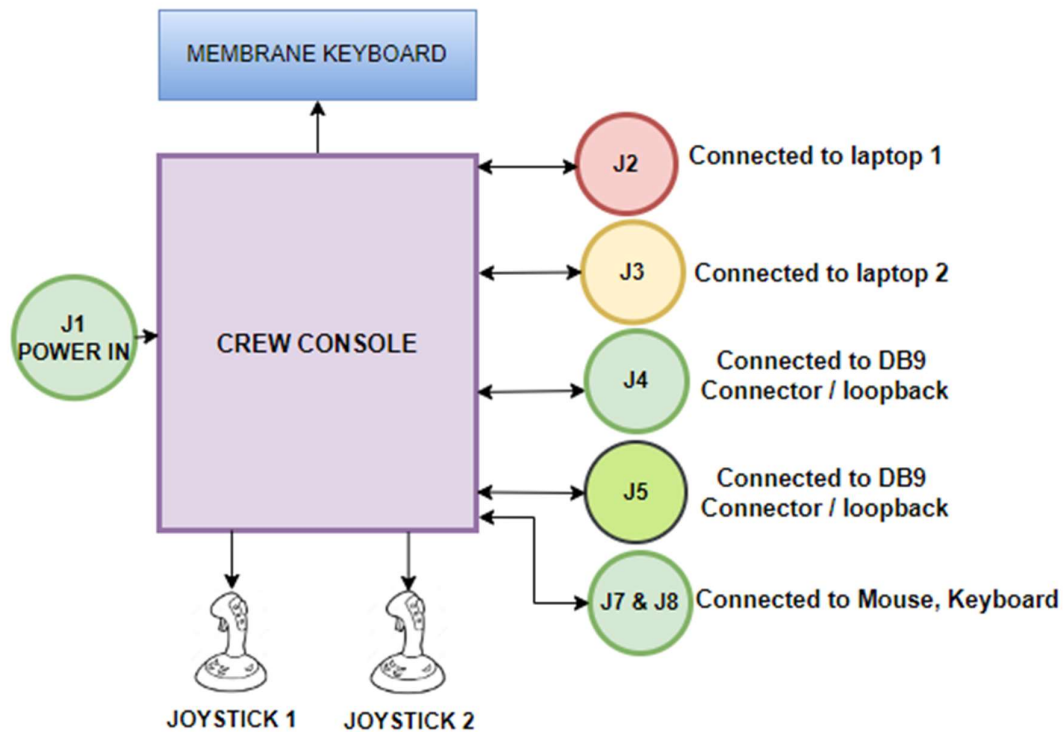 MEMBRANE KEYBOARD
J2
Connected to laptop 1
J3
Connected to laptop 2
J1
POWER IN
CREW CONSOLE
J4
Connected to DB9
Connector / loopback
J5
Connected to DB9
Connector / loopback
J7 & J8
Connected to Mouse, Keyboard
JOYSTICK 1
JOYSTICK 2